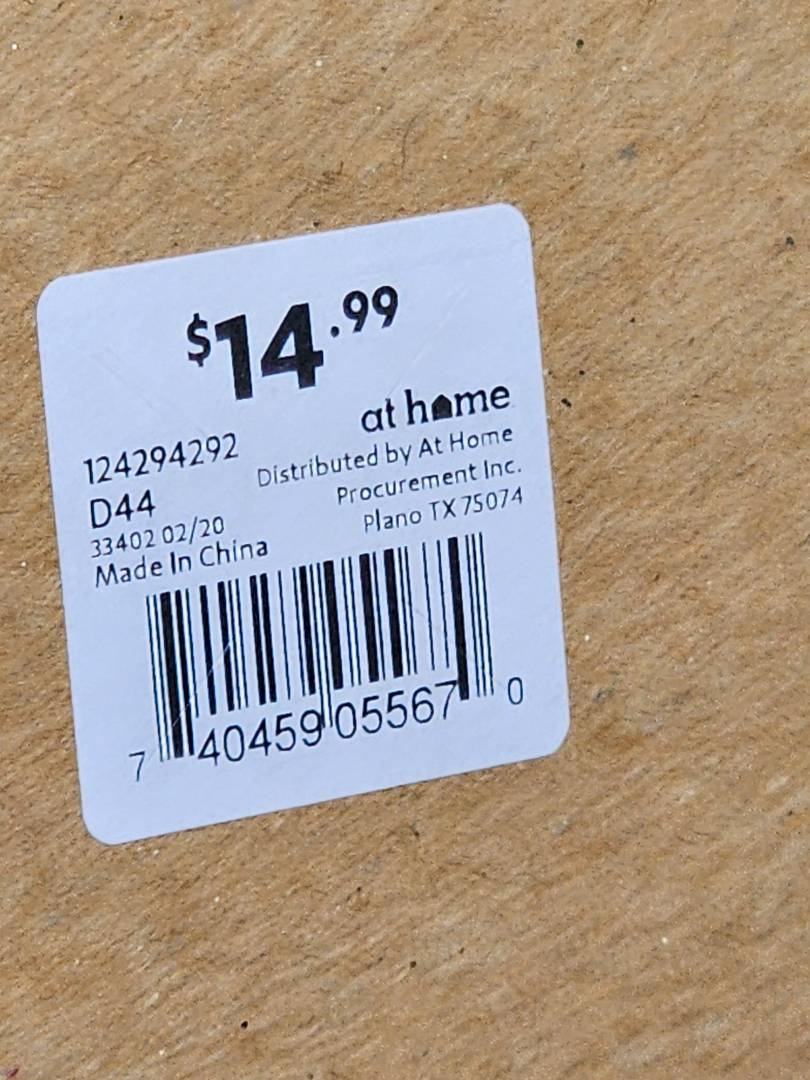 $14.99
at home
124294292
Distributed by At Home
D44
Procurement Inc.
33402 02/20
Plano TX 75074
Made In China
7 40459 05567 0